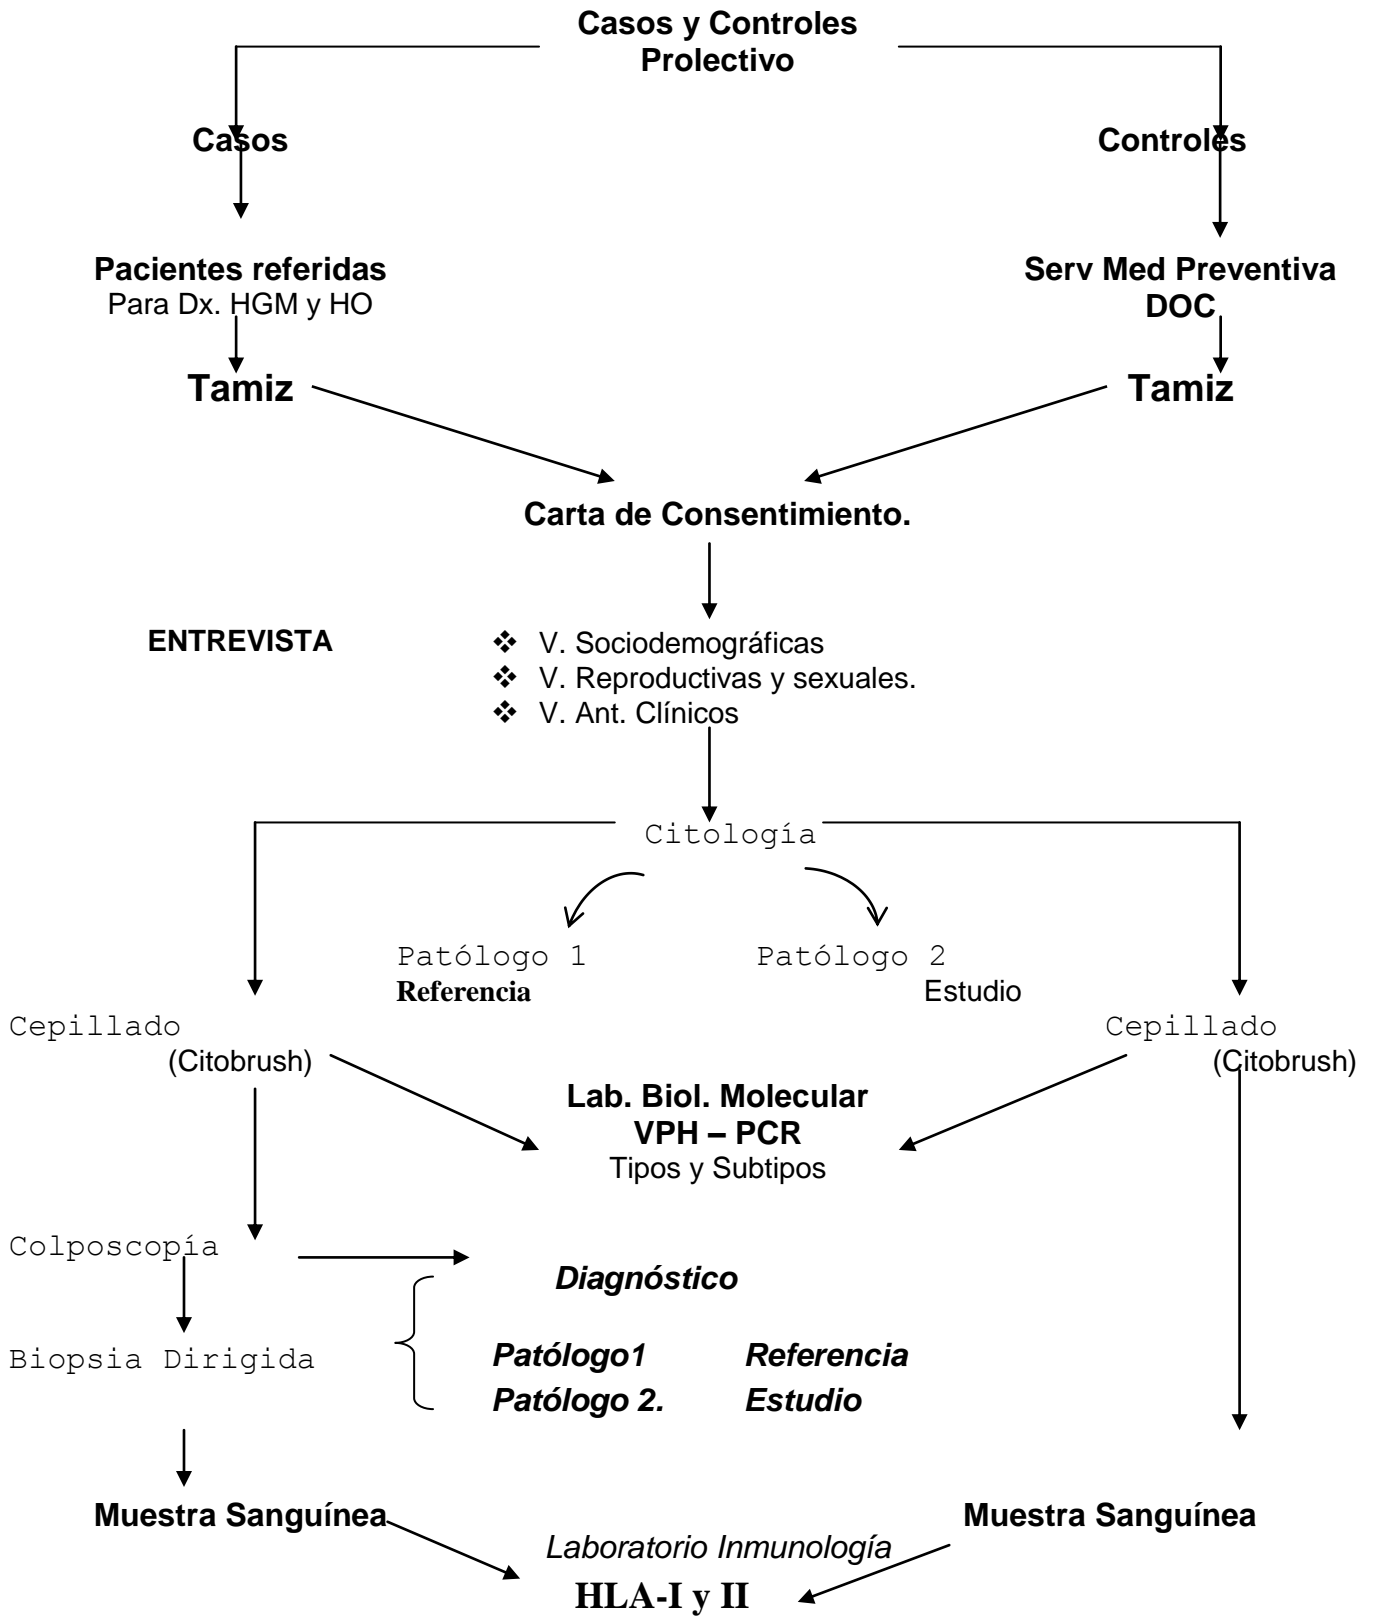 Casos y Controles
Prolectivo
Casos
Controles
Pacientes referidas
Para Dx. HGM y HO
Serv Med Preventiva
DOC
Tamiz
Tamiz
Carta de Consentimiento.
ENTREVISTA
❖ V. Sociodemográficas
❖ V. Reproductivas y sexuales.
❖ V. Ant. Clínicos
Citología
Patólogo 1
Referencia
Patólogo 2
Estudio
Cepillado
(Citobrush)
Cepillado
(Citobrush)
Lab. Biol. Molecular
VPH – PCR
Tipos y Subtipos
Colposcopía
Diagnóstico
Biopsia Dirigida
Patólogo1 Referencia
Patólogo 2. Estudio
Muestra Sanguínea
Muestra Sanguínea
Laboratorio Inmunología
HLA-I y II